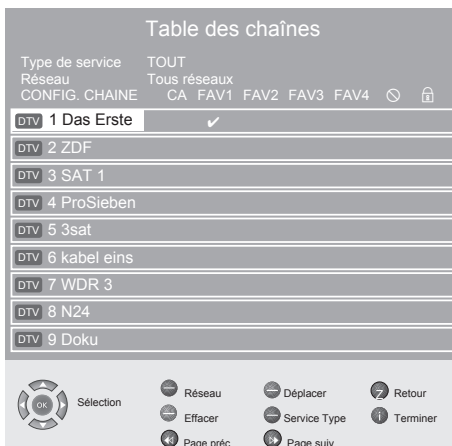 Table des chaînes
Type de service TOUT
Réseau Tous réseaux
CONFIG. CHAINE CA FAV1 FAV2 FAV3 FAV4
DTV 1 Das Erste ✔
DTV 2 ZDF
DTV 3 SAT 1
DTV 4 ProSieben
DTV 5 3sat
DTV 6 kabel eins
DTV 7 WDR 3
DTV 8 N24
DTV 9 Doku
OK Sélection Réseau Déplacer Z Retour
Effacer Service Type i Terminer
Page préc. Page suiv.